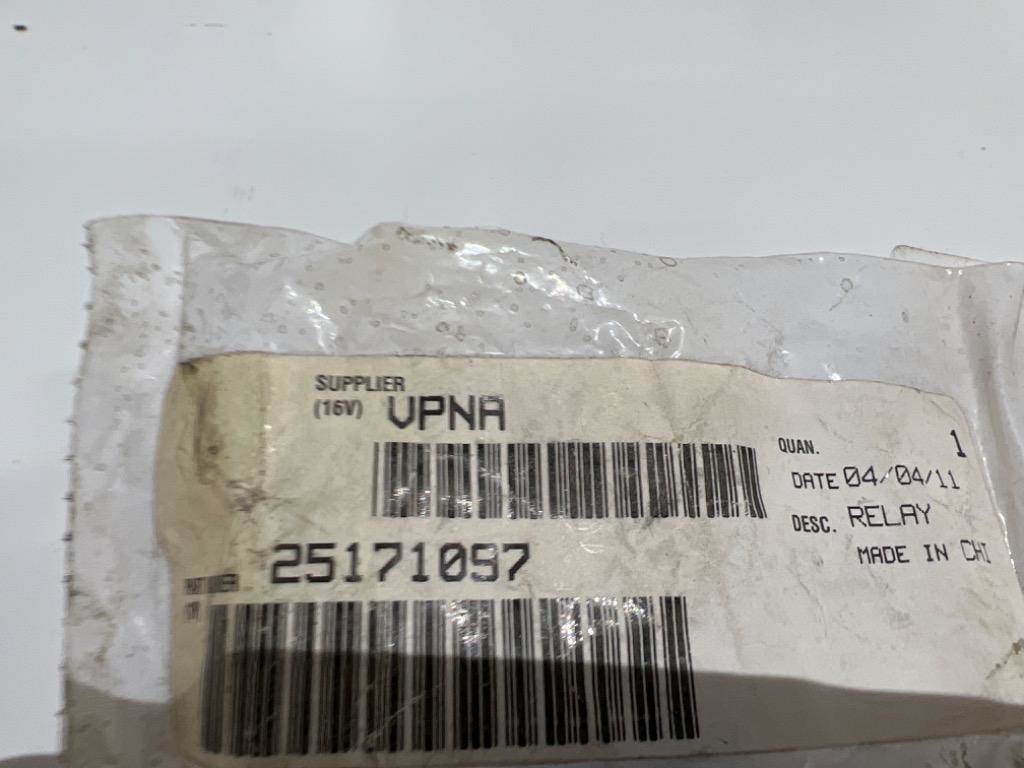 SUPPLIER
(16V) VPNA
QUAN. 1
DATE 04/04/11
DESC. RELAY
MADE IN CHI
25171097